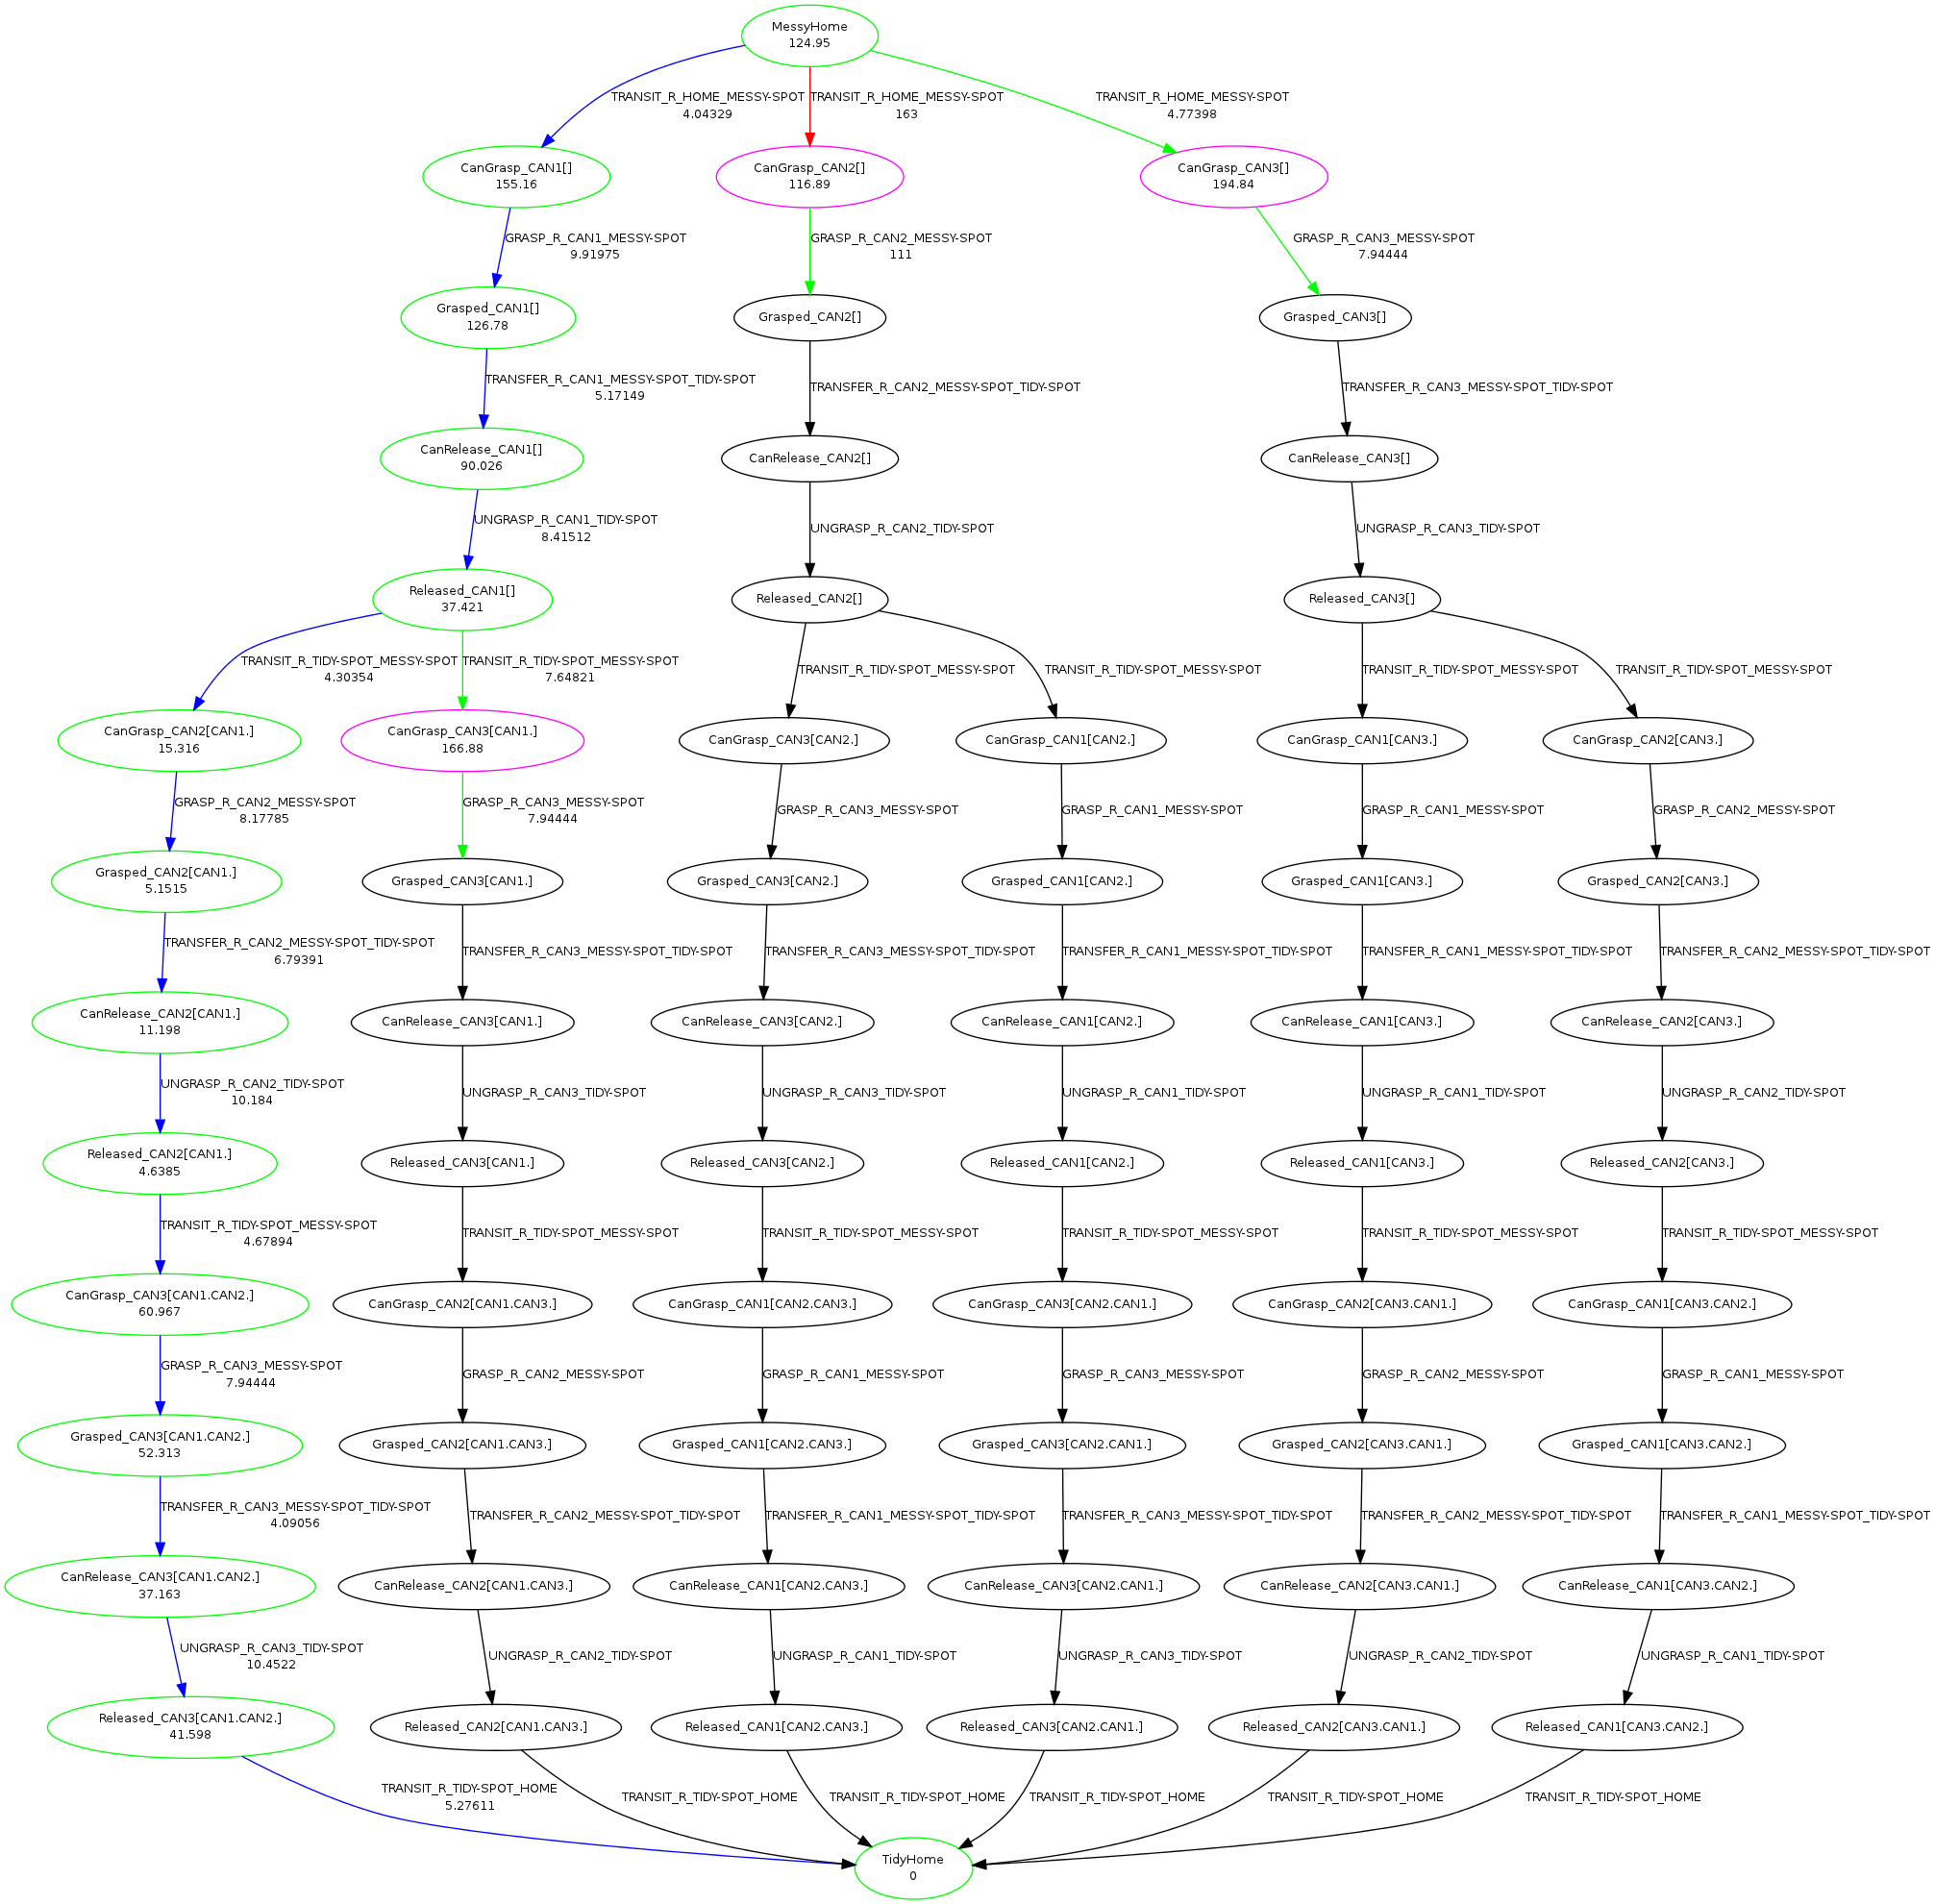 MessyHome
124.95
TRANSIT_R_HOME_MESSY-SPOT
4.04329
TRANSIT_R_HOME_MESSY-SPOT
163
TRANSIT_R_HOME_MESSY-SPOT
4.77398
CanGrasp_CAN1[]
155.16
CanGrasp_CAN2[]
116.89
CanGrasp_CAN3[]
194.84
GRASP_R_CAN1_MESSY-SPOT
9.91975
GRASP_R_CAN2_MESSY-SPOT
111
GRASP_R_CAN3_MESSY-SPOT
7.94444
Grasped_CAN1[]
126.78
Grasped_CAN2[]
Grasped_CAN3[]
TRANSFER_R_CAN1_MESSY-SPOT_TIDY-SPOT
5.17149
TRANSFER_R_CAN2_MESSY-SPOT_TIDY-SPOT
TRANSFER_R_CAN3_MESSY-SPOT_TIDY-SPOT
CanRelease_CAN1[]
90.026
CanRelease_CAN2[]
CanRelease_CAN3[]
UNGRASP_R_CAN1_TIDY-SPOT
8.41512
UNGRASP_R_CAN2_TIDY-SPOT
UNGRASP_R_CAN3_TIDY-SPOT
Released_CAN1[]
37.421
Released_CAN2[]
Released_CAN3[]
TRANSIT_R_TIDY-SPOT_MESSY-SPOT
4.30354
TRANSIT_R_TIDY-SPOT_MESSY-SPOT
7.64821
TRANSIT_R_TIDY-SPOT_MESSY-SPOT
TRANSIT_R_TIDY-SPOT_MESSY-SPOT
TRANSIT_R_TIDY-SPOT_MESSY-SPOT
TRANSIT_R_TIDY-SPOT_MESSY-SPOT
CanGrasp_CAN2[CAN1.]
15.316
CanGrasp_CAN3[CAN1.]
166.88
CanGrasp_CAN3[CAN2.]
CanGrasp_CAN1[CAN2.]
CanGrasp_CAN1[CAN3.]
CanGrasp_CAN2[CAN3.]
GRASP_R_CAN2_MESSY-SPOT
8.17785
GRASP_R_CAN3_MESSY-SPOT
7.94444
GRASP_R_CAN3_MESSY-SPOT
GRASP_R_CAN1_MESSY-SPOT
GRASP_R_CAN1_MESSY-SPOT
GRASP_R_CAN2_MESSY-SPOT
Grasped_CAN2[CAN1.]
5.1515
Grasped_CAN3[CAN1.]
Grasped_CAN3[CAN2.]
Grasped_CAN1[CAN2.]
Grasped_CAN1[CAN3.]
Grasped_CAN2[CAN3.]
TRANSFER_R_CAN2_MESSY-SPOT_TIDY-SPOT
6.79391
TRANSFER_R_CAN3_MESSY-SPOT_TIDY-SPOT
TRANSFER_R_CAN3_MESSY-SPOT_TIDY-SPOT
TRANSFER_R_CAN1_MESSY-SPOT_TIDY-SPOT
TRANSFER_R_CAN1_MESSY-SPOT_TIDY-SPOT
TRANSFER_R_CAN2_MESSY-SPOT_TIDY-SPOT
CanRelease_CAN2[CAN1.]
11.198
CanRelease_CAN3[CAN1.]
CanRelease_CAN3[CAN2.]
CanRelease_CAN1[CAN2.]
CanRelease_CAN1[CAN3.]
CanRelease_CAN2[CAN3.]
UNGRASP_R_CAN2_TIDY-SPOT
10.184
UNGRASP_R_CAN3_TIDY-SPOT
UNGRASP_R_CAN3_TIDY-SPOT
UNGRASP_R_CAN1_TIDY-SPOT
UNGRASP_R_CAN1_TIDY-SPOT
UNGRASP_R_CAN2_TIDY-SPOT
Released_CAN2[CAN1.]
4.6385
Released_CAN3[CAN1.]
Released_CAN3[CAN2.]
Released_CAN1[CAN2.]
Released_CAN1[CAN3.]
Released_CAN2[CAN3.]
TRANSIT_R_TIDY-SPOT_MESSY-SPOT
4.67894
TRANSIT_R_TIDY-SPOT_MESSY-SPOT
TRANSIT_R_TIDY-SPOT_MESSY-SPOT
TRANSIT_R_TIDY-SPOT_MESSY-SPOT
TRANSIT_R_TIDY-SPOT_MESSY-SPOT
TRANSIT_R_TIDY-SPOT_MESSY-SPOT
CanGrasp_CAN3[CAN1.CAN2.]
60.967
CanGrasp_CAN2[CAN1.CAN3.]
CanGrasp_CAN1[CAN2.CAN3.]
CanGrasp_CAN3[CAN2.CAN1.]
CanGrasp_CAN2[CAN3.CAN1.]
CanGrasp_CAN1[CAN3.CAN2.]
GRASP_R_CAN3_MESSY-SPOT
7.94444
GRASP_R_CAN2_MESSY-SPOT
GRASP_R_CAN1_MESSY-SPOT
GRASP_R_CAN3_MESSY-SPOT
GRASP_R_CAN2_MESSY-SPOT
GRASP_R_CAN1_MESSY-SPOT
Grasped_CAN3[CAN1.CAN2.]
52.313
Grasped_CAN2[CAN1.CAN3.]
Grasped_CAN1[CAN2.CAN3.]
Grasped_CAN3[CAN2.CAN1.]
Grasped_CAN2[CAN3.CAN1.]
Grasped_CAN1[CAN3.CAN2.]
TRANSFER_R_CAN3_MESSY-SPOT_TIDY-SPOT
4.09056
TRANSFER_R_CAN2_MESSY-SPOT_TIDY-SPOT
TRANSFER_R_CAN1_MESSY-SPOT_TIDY-SPOT
TRANSFER_R_CAN3_MESSY-SPOT_TIDY-SPOT
TRANSFER_R_CAN2_MESSY-SPOT_TIDY-SPOT
TRANSFER_R_CAN1_MESSY-SPOT_TIDY-SPOT
CanRelease_CAN3[CAN1.CAN2.]
37.163
CanRelease_CAN2[CAN1.CAN3.]
CanRelease_CAN1[CAN2.CAN3.]
CanRelease_CAN3[CAN2.CAN1.]
CanRelease_CAN2[CAN3.CAN1.]
CanRelease_CAN1[CAN3.CAN2.]
UNGRASP_R_CAN3_TIDY-SPOT
10.4522
UNGRASP_R_CAN2_TIDY-SPOT
UNGRASP_R_CAN1_TIDY-SPOT
UNGRASP_R_CAN3_TIDY-SPOT
UNGRASP_R_CAN2_TIDY-SPOT
UNGRASP_R_CAN1_TIDY-SPOT
Released_CAN3[CAN1.CAN2.]
41.598
Released_CAN2[CAN1.CAN3.]
Released_CAN1[CAN2.CAN3.]
Released_CAN3[CAN2.CAN1.]
Released_CAN2[CAN3.CAN1.]
Released_CAN1[CAN3.CAN2.]
TRANSIT_R_TIDY-SPOT_HOME
5.27611
TRANSIT_R_TIDY-SPOT_HOME
TRANSIT_R_TIDY-SPOT_HOME
TRANSIT_R_TIDY-SPOT_HOME
TRANSIT_R_TIDY-SPOT_HOME
TRANSIT_R_TIDY-SPOT_HOME
TidyHome
0